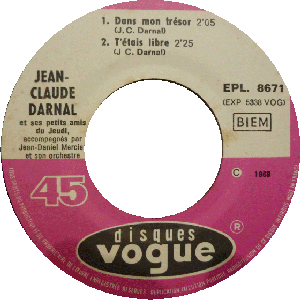 1. Dans mon trésor 2'05
(J.C. Darnal)
2. T'étais libre 2'25
(J.C. Darnal)
JEAN-
CLAUDE
DARNAL
et ses petits amis
du Jeudi,
accompagnés par
Jean-Daniel Mercie
et son orchestre
EPL. 8671
(EXP. 5338 VOG)
BIEM
45
©
disques
vogue
®